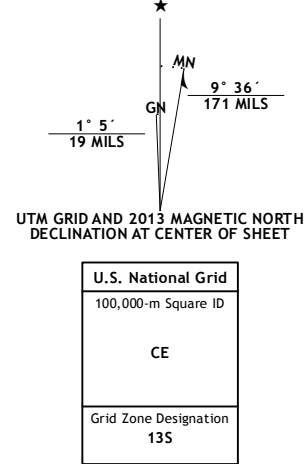 ★
MN
GN
9° 36´
171 MILS
1° 5´
19 MILS
UTM GRID AND 2013 MAGNETIC NORTH
DECLINATION AT CENTER OF SHEET
U.S. National Grid
100,000-m Square ID
CE
Grid Zone Designation
13S